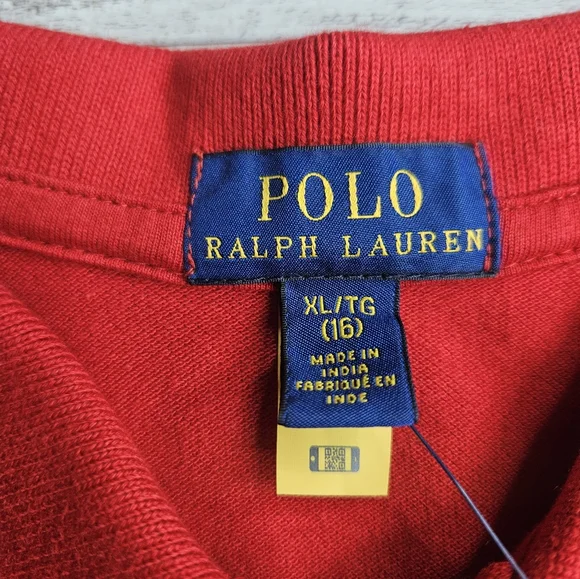 POLO
RALPH LAUREN
XL/TG
(16)
MADE IN
INDIA
FABRIQUÉ EN
INDE